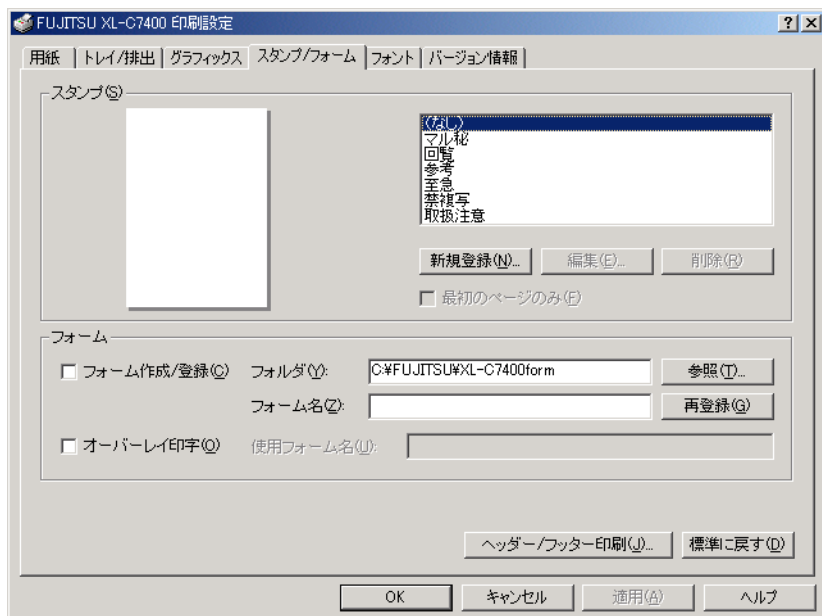 FUJITSU XL-C7400 印刷設定
用紙 トレイ/排出 グラフィックス スタンプ/フォーム フォント バージョン情報
スタンプ(S)
(なし)
マル秘
回覧
参考
至急
禁複写
取扱注意
新規登録(N)... 編集(E)... 削除(R)
最初のページのみ(F)
フォーム
フォーム作成/登録(C) フォルダ(Y): C:¥FUJITSU¥XL-C7400form 参照(T)...
フォーム名(Z): 再登録(G)
オーバーレイ印字(O) 使用フォーム名(U):
ヘッダー/フッター印刷(J)... 標準に戻す(D)
OK キャンセル 適用(A) ヘルプ